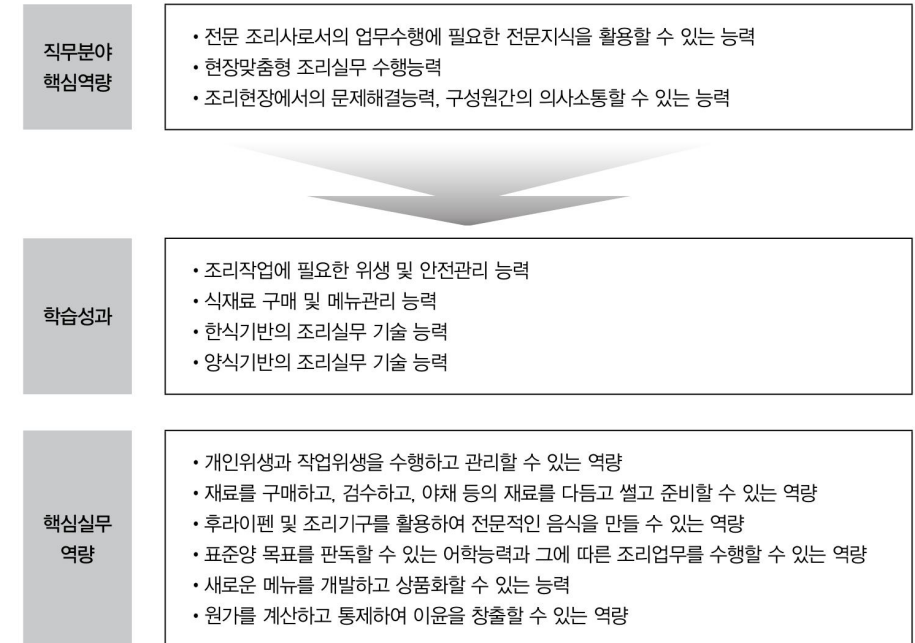 직무분야
핵심역량
• 전문 조리사로서의 업무수행에 필요한 전문지식을 활용할 수 있는 능력
• 현장맞춤형 조리실무 수행능력
• 조리현장에서의 문제해결능력, 구성원간의 의사소통할 수 있는 능력
학습성과
• 조리작업에 필요한 위생 및 안전관리 능력
• 식재료 구매 및 메뉴관리 능력
• 한식기반의 조리실무 기술 능력
• 양식기반의 조리실무 기술 능력
핵심실무
역량
• 개인위생과 작업위생을 수행하고 관리할 수 있는 역량
• 재료를 구매하고, 검수하고, 야채 등의 재료를 다듬고 썰고 준비할 수 있는 역량
• 후라이펜 및 조리기구를 활용하여 전문적인 음식을 만들 수 있는 역량
• 표준양 목표를 판독할 수 있는 어학능력과 그에 따른 조리업무를 수행할 수 있는 역량
• 새로운 메뉴를 개발하고 상품화할 수 있는 능력
• 원가를 계산하고 통제하여 이윤을 창출할 수 있는 역량